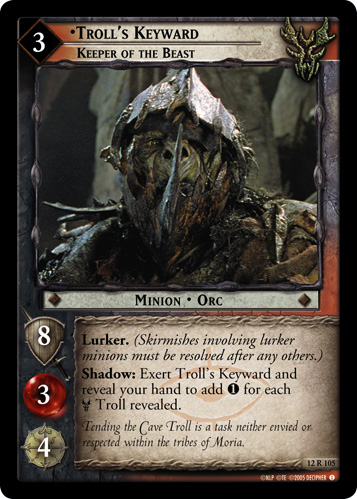 3
•Troll's Keyward
Keeper of the Beast
Minion • Orc
8
Lurker. (Skirmishes involving lurker
minions must be resolved after any others.)
3
Shadow: Exert Troll's Keyward and
reveal your hand to add 1 for each
Troll revealed.
4
Tending the Cave Troll is a task neither envied or
respected within the tribes of Moria.
12 R 105
©NLP ©TE ©2005 DECIPHER